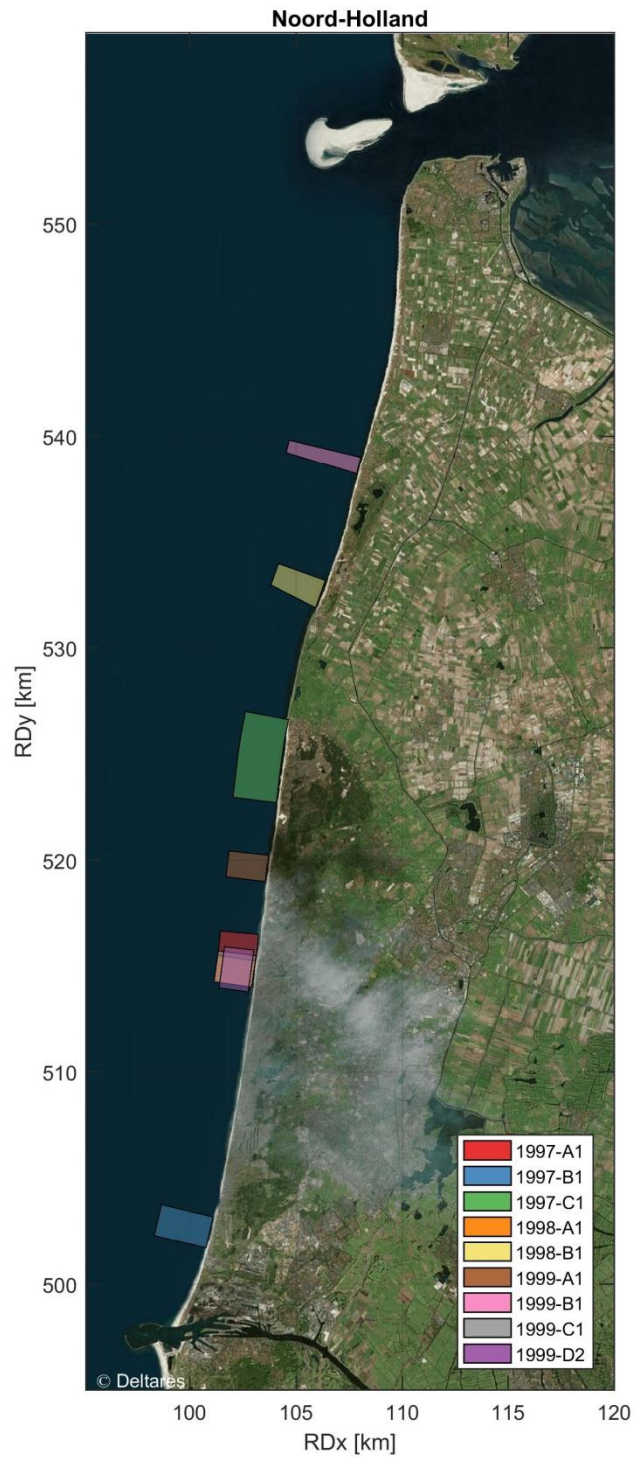 Noord-Holland
550
540
530
520
510
500
RDy [km]
1997-A1
1997-B1
1997-C1
1998-A1
1998-B1
1999-A1
1999-B1
1999-C1
1999-D2
© Deltares
100
105
110
115
120
RDx [km]